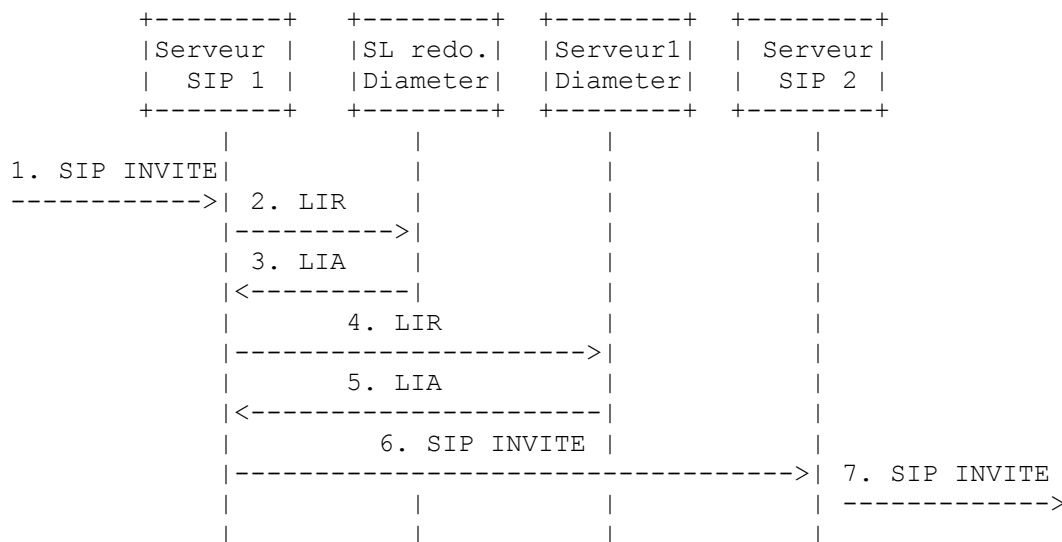 +--------+   +--------+  +--------+  +--------+
|Serveur |   |SL redo.|  |Serveur1|  | Serveur|
|  SIP 1 |   |Diameter|  |Diameter|  |  SIP 2 |
+--------+   +--------+  +--------+  +--------+
1. SIP INVITE|
------------>| 2. LIR
|---------->|
| 3. LIA
|<----------|
4. LIR
|---------------------->|
5. LIA
|<----------------------|
6. SIP INVITE |
|----------------------------------->| 7. SIP INVITE
| ------------->